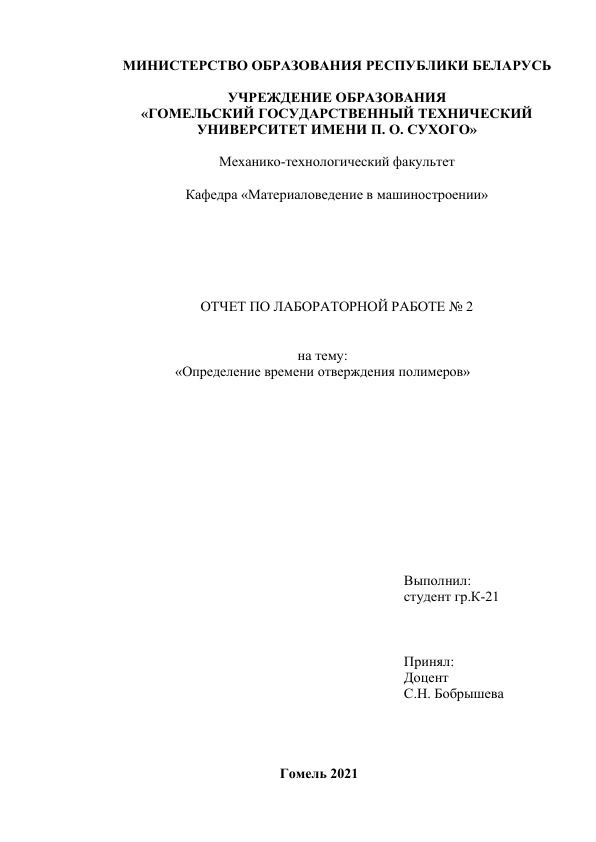 МИНИСТЕРСТВО ОБРАЗОВАНИЯ РЕСПУБЛИКИ БЕЛАРУСЬ
УЧРЕЖДЕНИЕ ОБРАЗОВАНИЯ
«ГОМЕЛЬСКИЙ ГОСУДАРСТВЕННЫЙ ТЕХНИЧЕСКИЙ
УНИВЕРСИТЕТ ИМЕНИ П. О. СУХОГО»
Механико-технологический факультет
Кафедра «Материаловедение в машиностроении»
ОТЧЕТ ПО ЛАБОРАТОРНОЙ РАБОТЕ № 2
на тему:
«Определение времени отверждения полимеров»
Выполнил:
студент гр.К-21
Принял:
Доцент
С.Н. Бобрышева
Гомель 2021